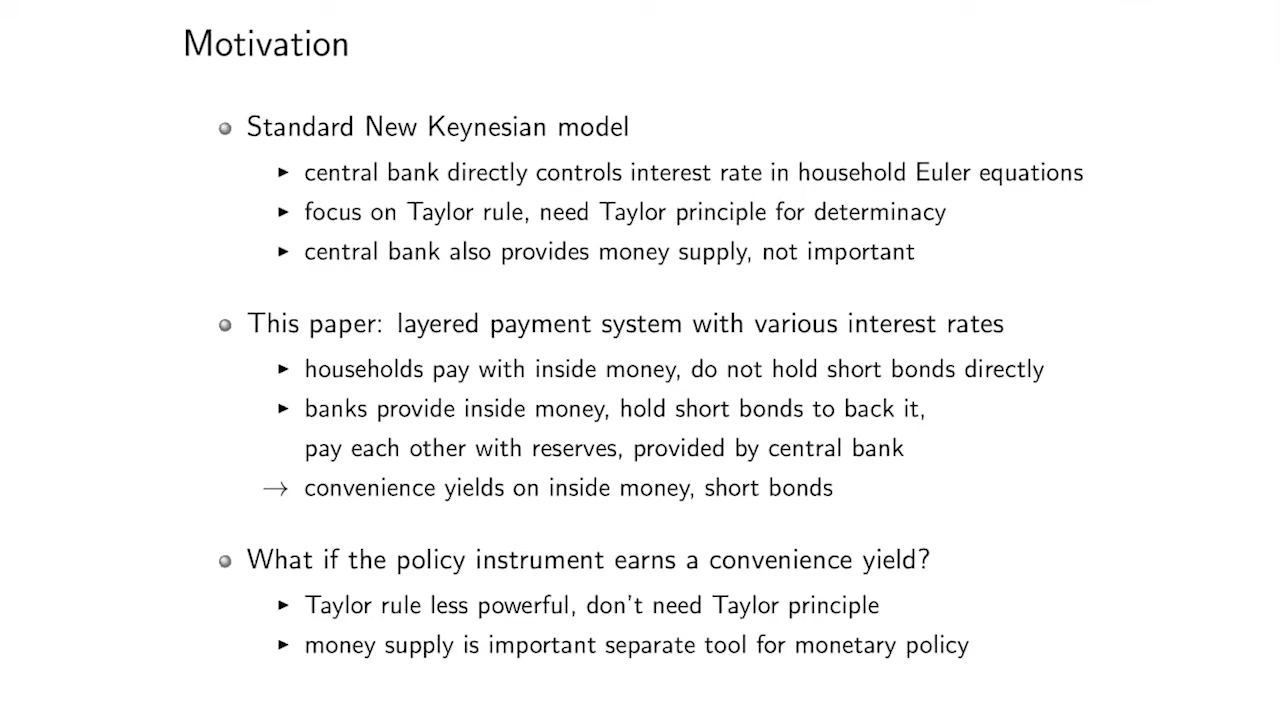 Motivation
Standard New Keynesian model
central bank directly controls interest rate in household Euler equations
focus on Taylor rule, need Taylor principle for determinacy
central bank also provides money supply, not important
This paper: layered payment system with various interest rates
households pay with inside money, do not hold short bonds directly
banks provide inside money, hold short bonds to back it,
pay each other with reserves, provided by central bank
→ convenience yields on inside money, short bonds
What if the policy instrument earns a convenience yield?
Taylor rule less powerful, don't need Taylor principle
money supply is important separate tool for monetary policy